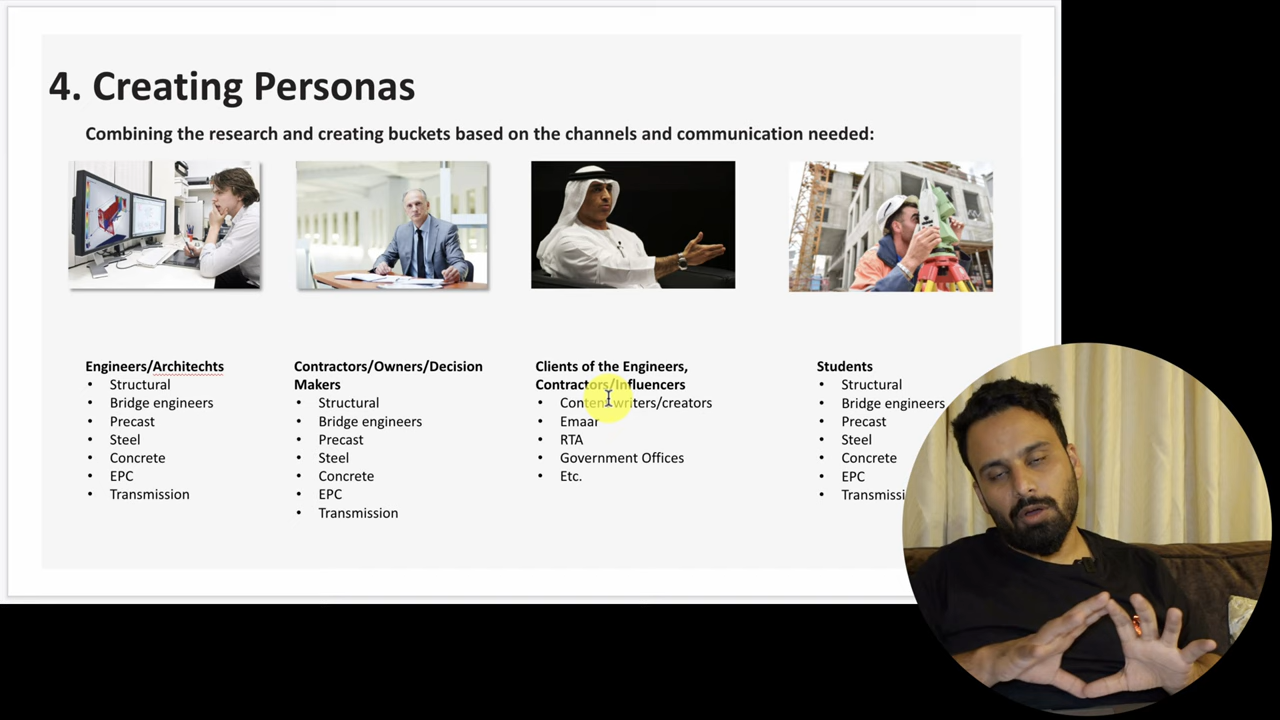 4. Creating Personas
Combining the research and creating buckets based on the channels and communication needed:
Engineers/Architechts
• Structural
• Bridge engineers
• Precast
• Steel
• Concrete
• EPC
• Transmission
Contractors/Owners/Decision
Makers
• Structural
• Bridge engineers
• Precast
• Steel
• Concrete
• EPC
• Transmission
Clients of the Engineers,
Contractors/Influencers
• Content writers/creators
• Emaar
• RTA
• Government Offices
• Etc.
Students
• Structural
• Bridge engineers
• Precast
• Steel
• Concrete
• EPC
• Transmissi